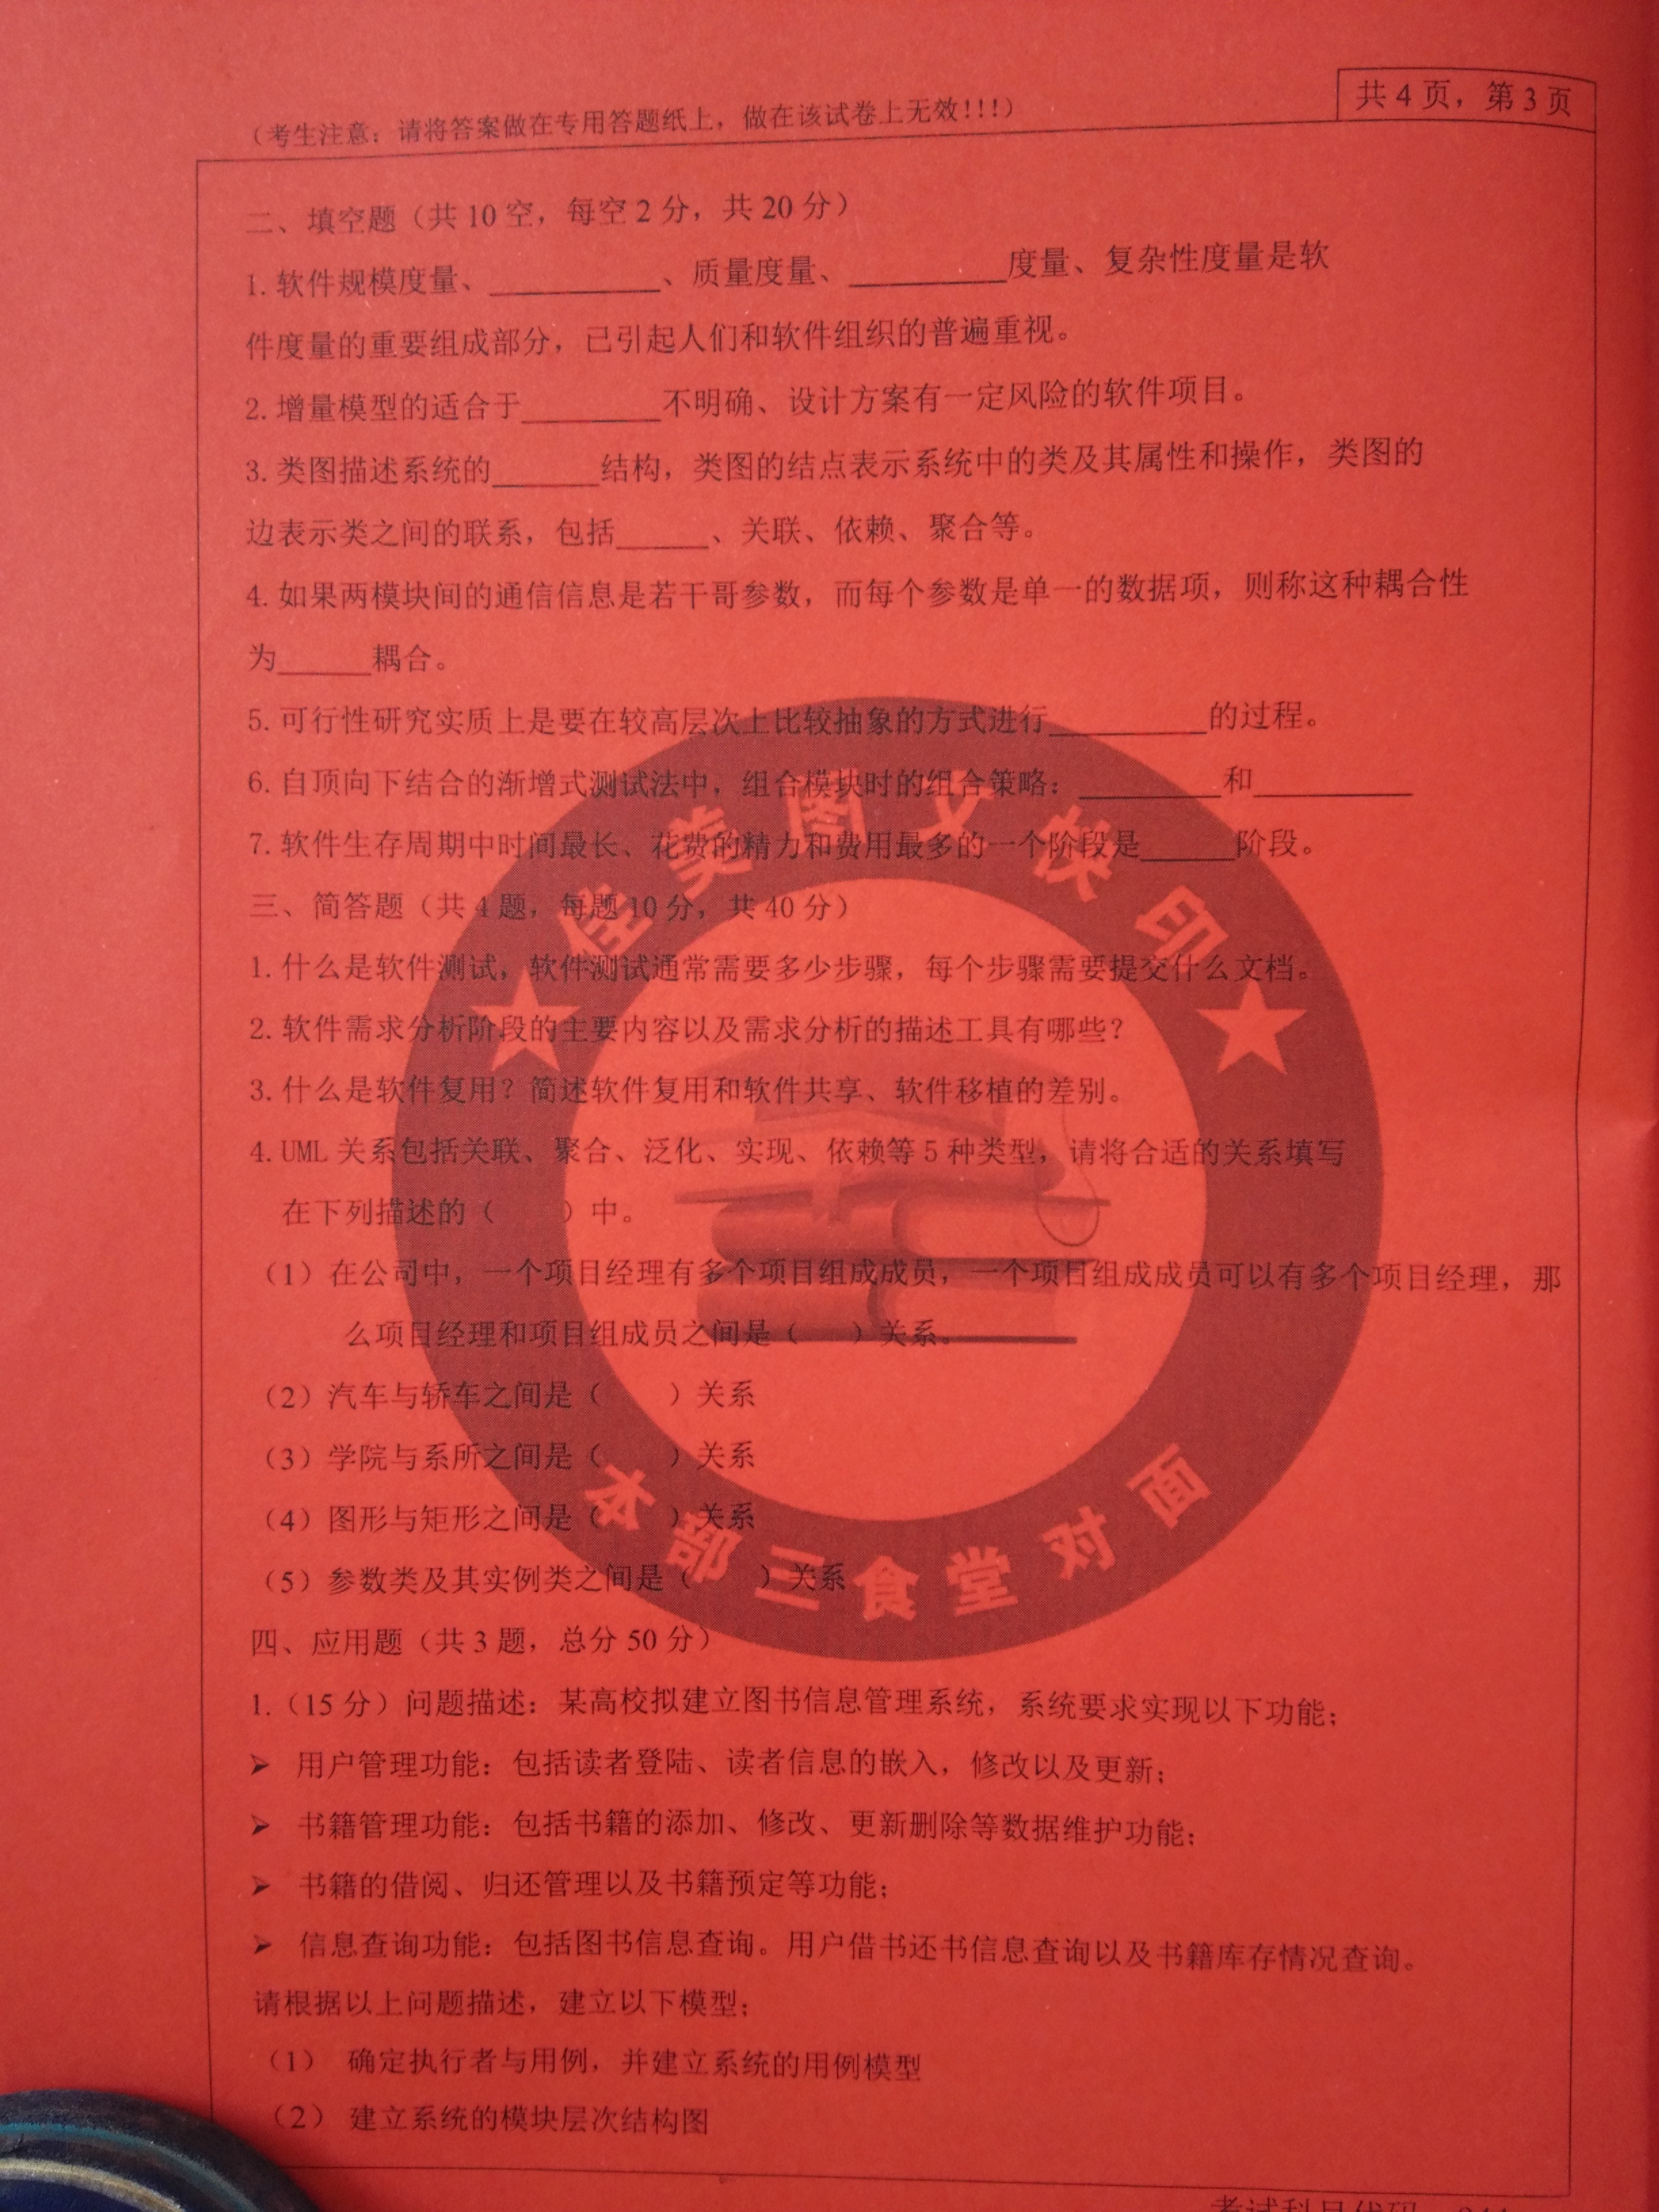 共 4 页，第 3 页
（考生注意：请将答案做在专用答题纸上，做在该试卷上无效!!!）
二、填空题（共 10 空，每空 2 分，共 20 分）
1. 软件规模度量、__________、质量度量、__________度量、复杂性度量是软
件度量的重要组成部分，已引起人们和软件组织的普遍重视。
2. 增量模型的适合于_________不明确、设计方案有一定风险的软件项目。
3. 类图描述系统的_______结构，类图的结点表示系统中的类及其属性和操作，类图的
边表示类之间的联系，包括______、关联、依赖、聚合等。
4. 如果两模块间的通信信息是若干哥参数，而每个参数是单一的数据项，则称这种耦合性
为______耦合。
5. 可行性研究实质上是要在较高层次上比较抽象的方式进行__________的过程。
6. 自顶向下结合的渐增式测试法中，组合模块时的组合策略：_________和__________
7. 软件生存周期中时间最长、花费的精力和费用最多的一个阶段是______阶段。
三、简答题（共 4 题，每题 10 分，共 40 分）
1. 什么是软件测试，软件测试通常需要多少步骤，每个步骤需要提交什么文档。
2. 软件需求分析阶段的主要内容以及需求分析的描述工具有哪些？
3. 什么是软件复用？简述软件复用和软件共享、软件移植的差别。
4. UML 关系包括关联、聚合、泛化、实现、依赖等 5 种类型，请将合适的关系填写
在下列描述的（　　）中。
（1）在公司中，一个项目经理有多个项目组成成员，一个项目组成成员可以有多个项目经理，那
么项目经理和项目组成员之间是（　　）关系。
（2）汽车与轿车之间是（　　）关系
（3）学院与系所之间是（　　）关系
（4）图形与矩形之间是（　　）关系
（5）参数类及其实例类之间是（　　）关系
四、应用题（共 3 题，总分 50 分）
1.（15 分）问题描述：某高校拟建立图书信息管理系统，系统要求实现以下功能；
➢ 用户管理功能：包括读者登陆、读者信息的嵌入，修改以及更新；
➢ 书籍管理功能：包括书籍的添加、修改、更新删除等数据维护功能；
➢ 书籍的借阅、归还管理以及书籍预定等功能；
➢ 信息查询功能：包括图书信息查询。用户借书还书信息查询以及书籍库存情况查询。
请根据以上问题描述，建立以下模型；
（1） 确定执行者与用例，并建立系统的用例模型
（2） 建立系统的模块层次结构图
佳美图文快印
本部三食堂对面
考试科目代码